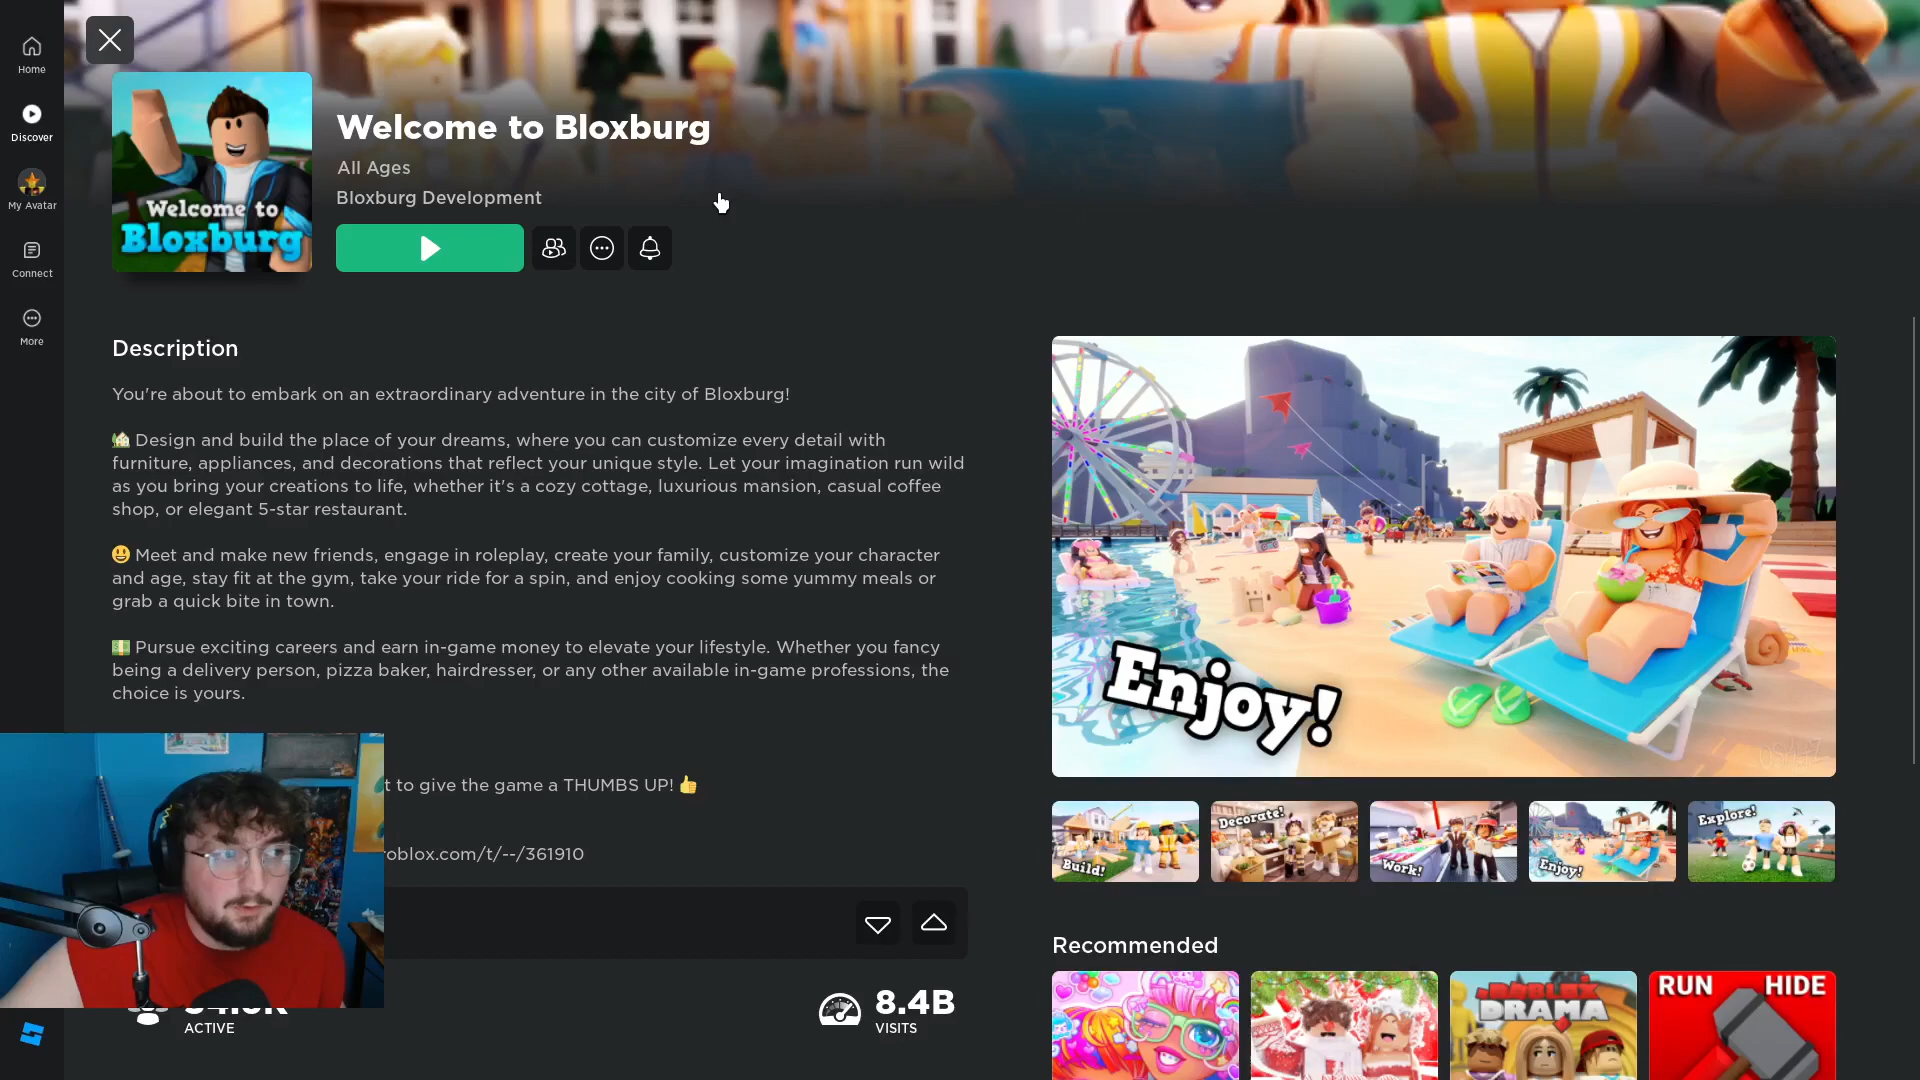 Home
Discover
My Avatar
Connect
More
Welcome to
Bloxburg
Welcome to Bloxburg
All Ages
Bloxburg Development
Description
You're about to embark on an extraordinary adventure in the city of Bloxburg!
🏡 Design and build the place of your dreams, where you can customize every detail with
furniture, appliances, and decorations that reflect your unique style. Let your imagination run wild
as you bring your creations to life, whether it's a cozy cottage, luxurious mansion, casual coffee
shop, or elegant 5-star restaurant.
😃 Meet and make new friends, engage in roleplay, create your family, customize your character
and age, stay fit at the gym, take your ride for a spin, and enjoy cooking some yummy meals or
grab a quick bite in town.
💵 Pursue exciting careers and earn in-game money to elevate your lifestyle. Whether you fancy
being a delivery person, pizza baker, hairdresser, or any other available in-game professions, the
choice is yours.
t to give the game a THUMBS UP! 👍
roblox.com/t/--/361910
ACTIVE
8.4B
VISITS
Enjoy!
Build!
Decorate!
Work!
Enjoy!
Explore!
Recommended
ROBLOX
DRAMA
RUN HIDE